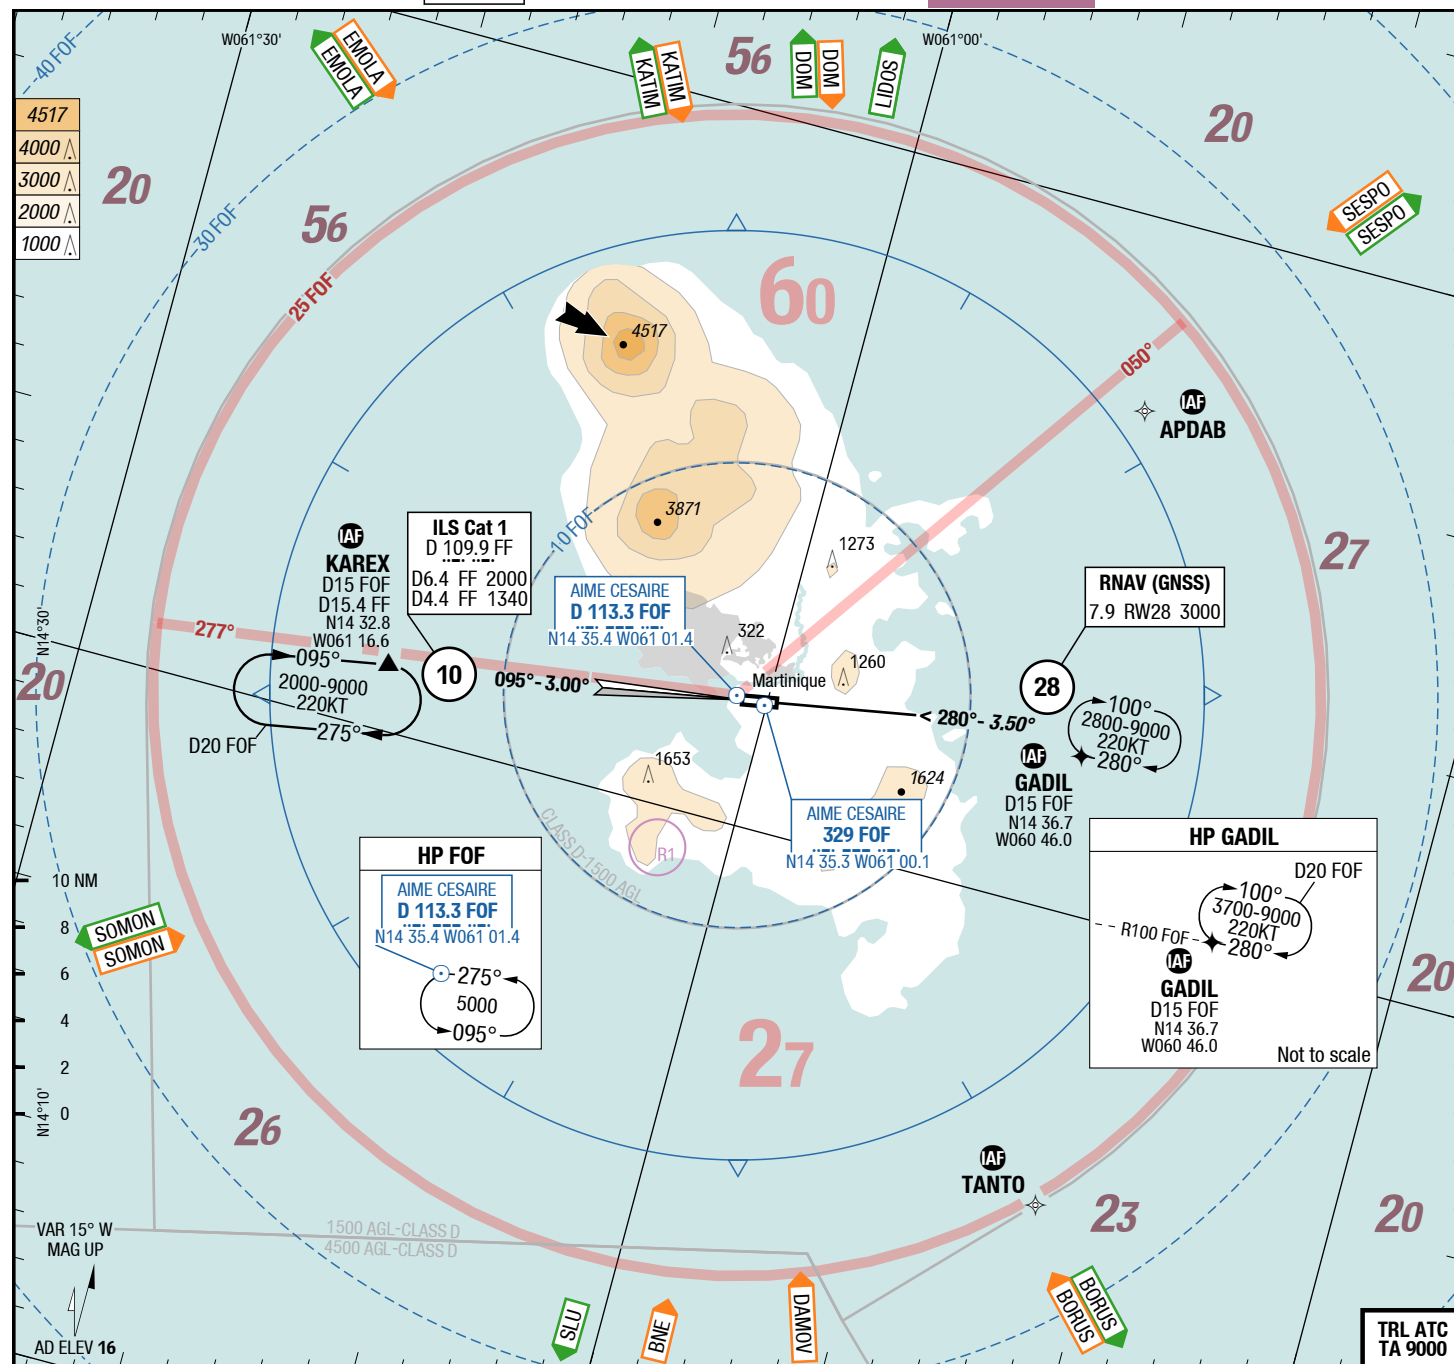 W061°30'
W061°00'
40 FOF
EMOLA
EMOLA
KATIM
KATIM
56
DOM
DOM
LIDOS
20
4517
4000
3000
2000
1000
20
56
30 FOF
25 FOF
SESPO
SESPO
60
4517
050°
IAF
APDAB
3871
10 FOF
1273
27
IAF
KAREX
D15 FOF
D15.4 FF
N14 32.8
W061 16.6
ILS Cat 1
D 109.9 FF
D6.4 FF 2000
D4.4 FF 1340
AIME CESAIRE
D 113.3 FOF
N14 35.4 W061 01.4
RNAV (GNSS)
7.9 RW28 3000
N14°30'
277°
322
1260
Martinique
20
095°
2000-9000
220KT
275°
D20 FOF
10
095°-3.00°
28
< 280°- 3.50°
100°
2800-9000
220KT
280°
IAF
GADIL
D15 FOF
N14 36.7
W060 46.0
1653
1624
AIME CESAIRE
329 FOF
N14 35.3 W061 00.1
CLASS D-1500 AGL
R1
HP FOF
AIME CESAIRE
D 113.3 FOF
N14 35.4 W061 01.4
275°
5000
095°
HP GADIL
D20 FOF
100°
3700-9000
220KT
280°
R100 FOF
IAF
GADIL
D15 FOF
N14 36.7
W060 46.0
Not to scale
10 NM
8
6
4
2
0
N14°10'
SOMON
SOMON
20
27
26
IAF
TANTO
23
20
1500 AGL-CLASS D
4500 AGL-CLASS D
VAR 15° W
MAG UP
AD ELEV 16
SLU
BNE
DAMOV
BORUS
BORUS
TRL ATC
TA 9000